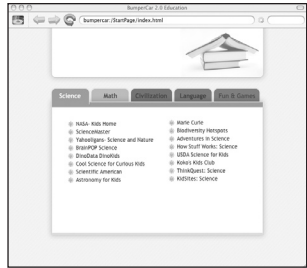 BumperCar 2.0 Education
bumpercar:/StartPage/index.html
Science
Math
Civilization
Language
Fun & Games
NASA- Kids Home
ScienceMaster
Yahooligans- Science and Nature
BrainPOP Science
DinoData DinoKids
Cool Science for Curious Kids
Scientific American
Astronomy for Kids
Marie Curie
Biodiversity Hotspots
Adventures in Science
How Stuff Works: Science
USDA Science for Kids
Koko's Kids Club
ThinkQuest: Science
KidSites: Science